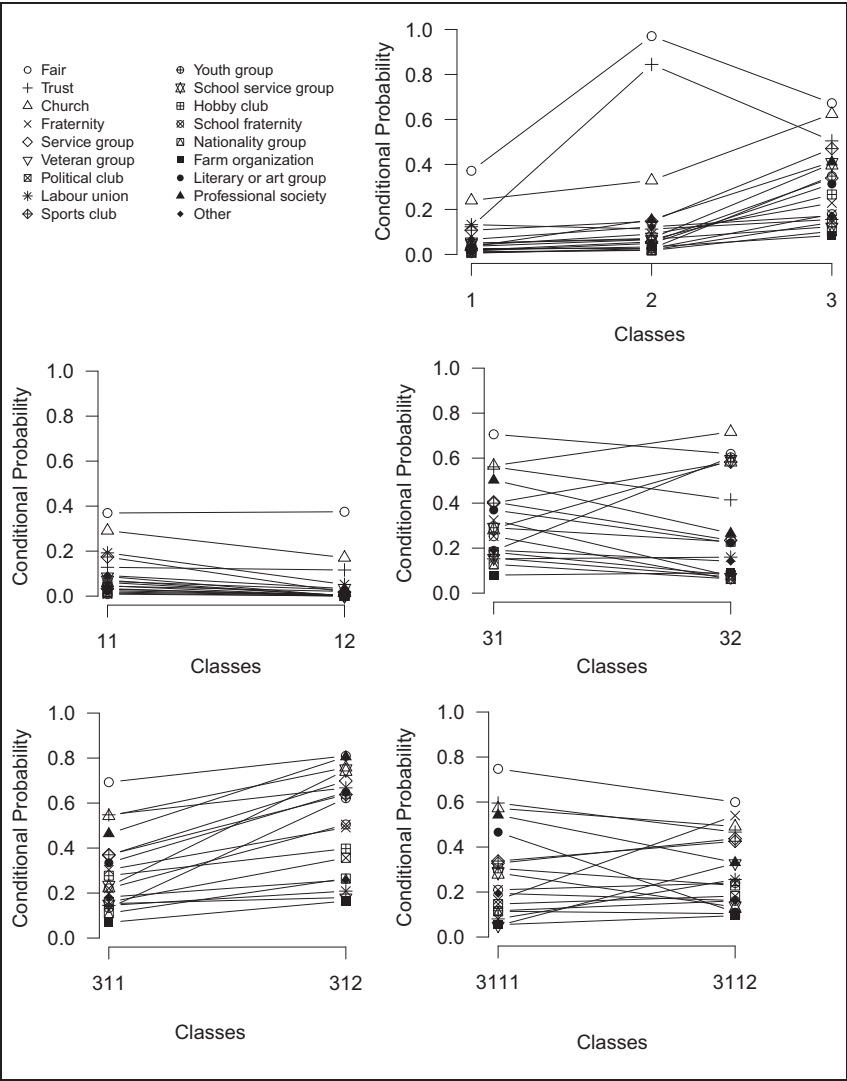 Fair
Trust
Church
Fraternity
Service group
Veteran group
Political club
Labour union
Sports club
Youth group
School service group
Hobby club
School fraternity
Nationality group
Farm organization
Literary or art group
Professional society
Other
Conditional Probability
1.0
0.8
0.6
0.4
0.2
0.0
1 2 3
Classes
Conditional Probability
1.0
0.8
0.6
0.4
0.2
0.0
11 12
Classes
Conditional Probability
1.0
0.8
0.6
0.4
0.2
0.0
31 32
Classes
Conditional Probability
1.0
0.8
0.6
0.4
0.2
0.0
311 312
Classes
Conditional Probability
1.0
0.8
0.6
0.4
0.2
0.0
3111 3112
Classes